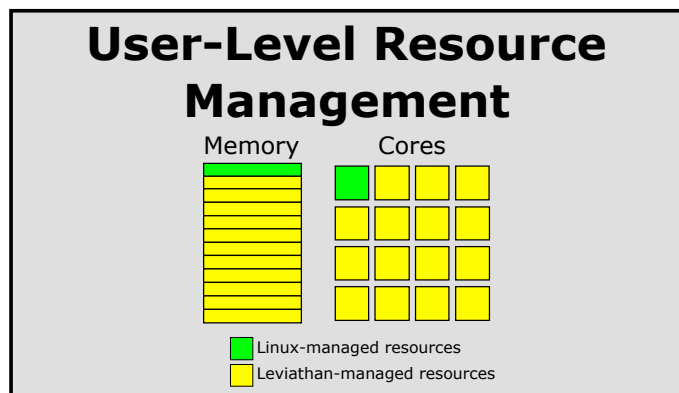 User-Level Resource
Management
Memory Cores
Linux-managed resources
Leviathan-managed resources